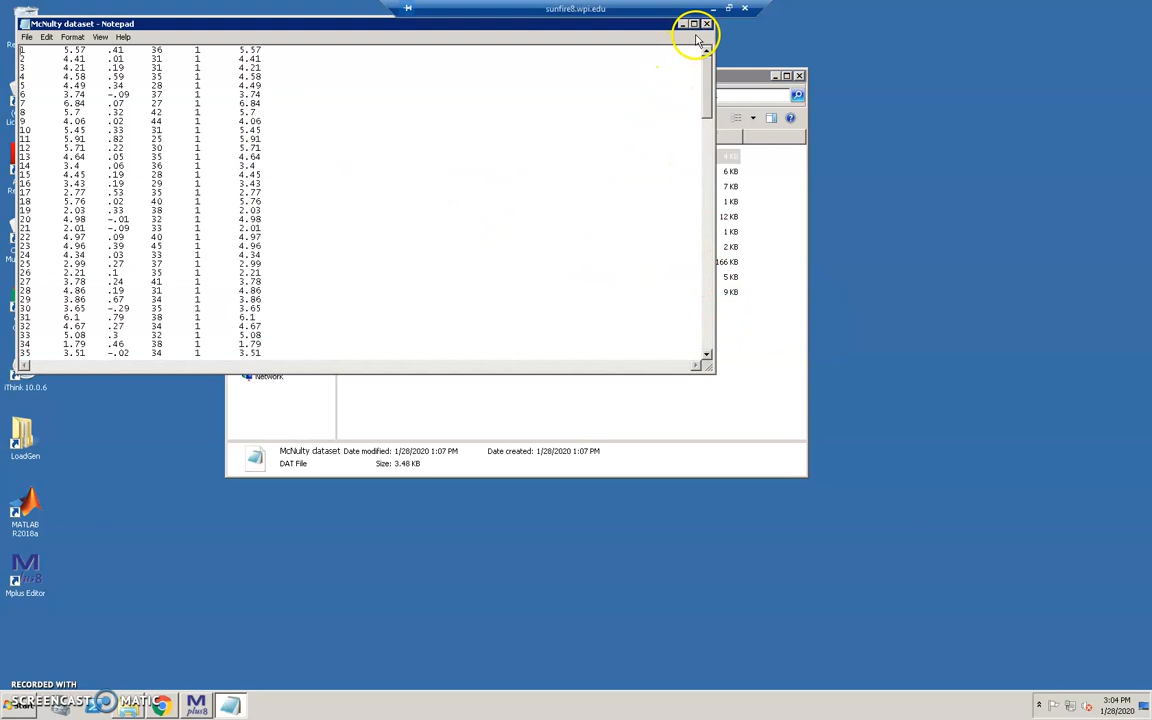 sunfire8.wpi.edu
McNulty dataset - Notepad
File Edit Format View Help
1 5.57 .41 36 1 5.57
2 4.41 .01 31 1 4.41
3 4.21 .19 31 1 4.21
4 4.58 .59 35 1 4.58
5 4.49 .34 28 1 4.49
6 3.74 -.09 37 1 3.74
7 6.84 .07 27 1 6.84
8 5.7 .32 42 1 5.7
9 4.06 .02 44 1 4.06
10 5.45 .33 31 1 5.45
11 5.91 .82 25 1 5.91
12 5.71 .22 30 1 5.71
13 4.64 .05 35 1 4.64
14 3.4 .06 36 1 3.4
15 4.45 .19 28 1 4.45
16 3.43 .19 29 1 3.43
17 2.77 .53 35 1 2.77
18 5.76 .02 40 1 5.76
19 2.03 .33 38 1 2.03
20 4.98 -.01 32 1 4.98
21 2.01 -.09 33 1 2.01
22 4.97 .09 40 1 4.97
23 4.96 .39 45 1 4.96
24 4.34 .03 33 1 4.34
25 2.99 .27 37 1 2.99
26 2.21 .1 35 1 2.21
27 3.78 .24 41 1 3.78
28 4.86 .19 31 1 4.86
29 3.86 .67 34 1 3.86
30 3.65 -.29 35 1 3.65
31 6.1 .79 38 1 6.1
32 4.67 .27 34 1 4.67
33 5.08 .3 32 1 5.08
34 1.79 .46 38 1 1.79
35 3.51 -.02 34 1 3.51
4 KB
6 KB
7 KB
1 KB
12 KB
1 KB
2 KB
166 KB
5 KB
9 KB
Network
McNulty dataset Date modified: 1/28/2020 1:07 PM Date created: 1/28/2020 1:07 PM
DAT File Size: 3.48 KB
iThink 10.0.6
LoadGen
MATLAB
R2018a
Mplus Editor
RECORDED WITH
SCREENCAST MATIC
Start
3:04 PM
1/28/2020